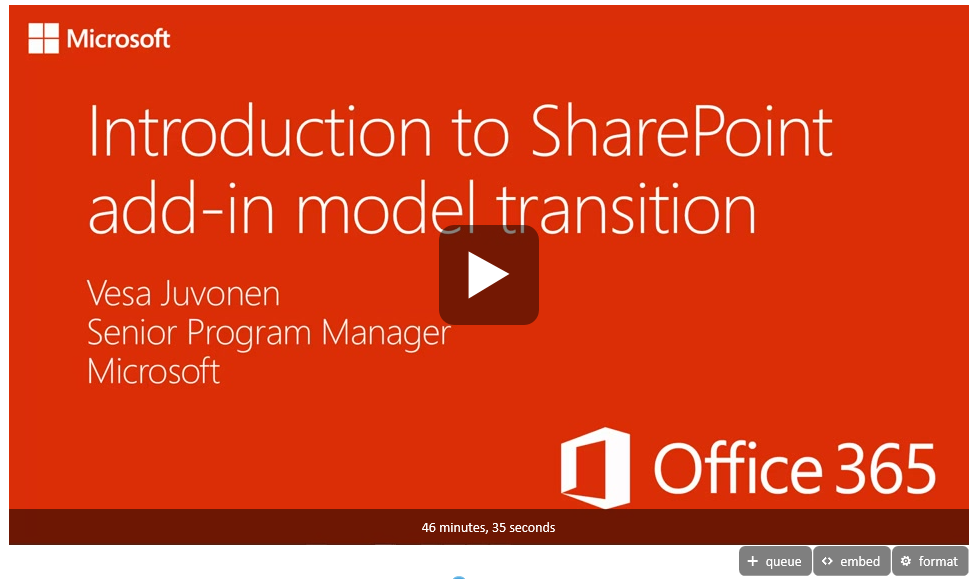 Microsoft
Introduction to SharePoint
add-in model transition
Vesa Juvonen
Senior Program Manager
Microsoft
Office 365
46 minutes, 35 seconds
queue
embed
format